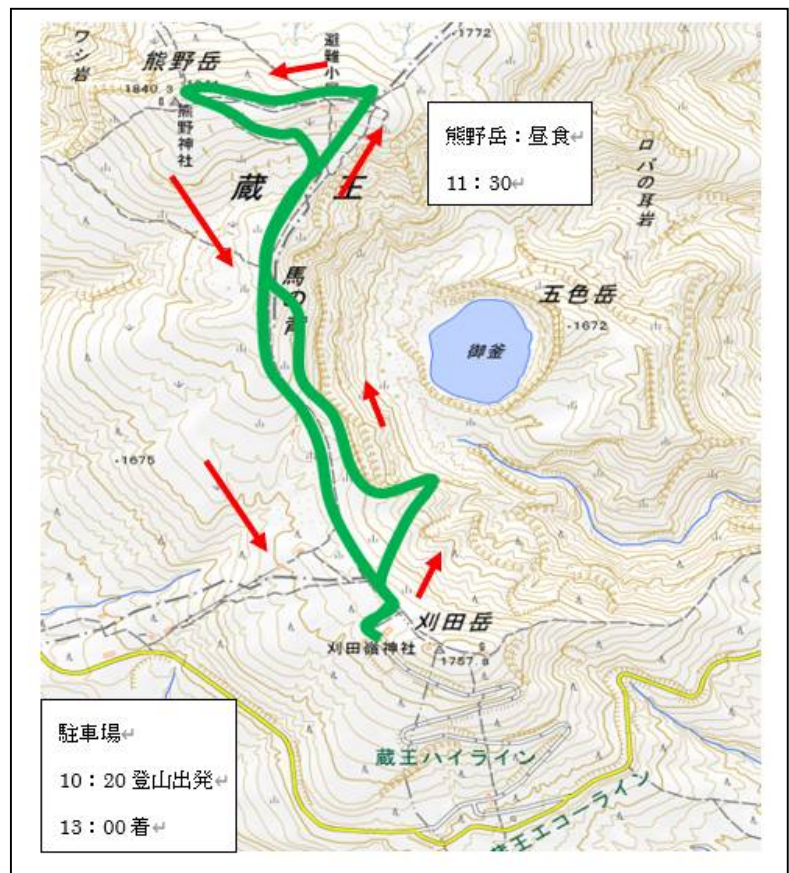 ワシ岩
熊野岳
1840.3
熊野神社
避難小屋
・1772
熊野岳：昼食↵
11：30↵
ロバの耳岩
蔵王
馬の背
五色岳
・1672
御釜
・1675
刈田岳
刈田嶺神社
1757.8
駐車場↵
10：20登山出発↵
13：00着↵
蔵王ハイライン
蔵王エコーライン